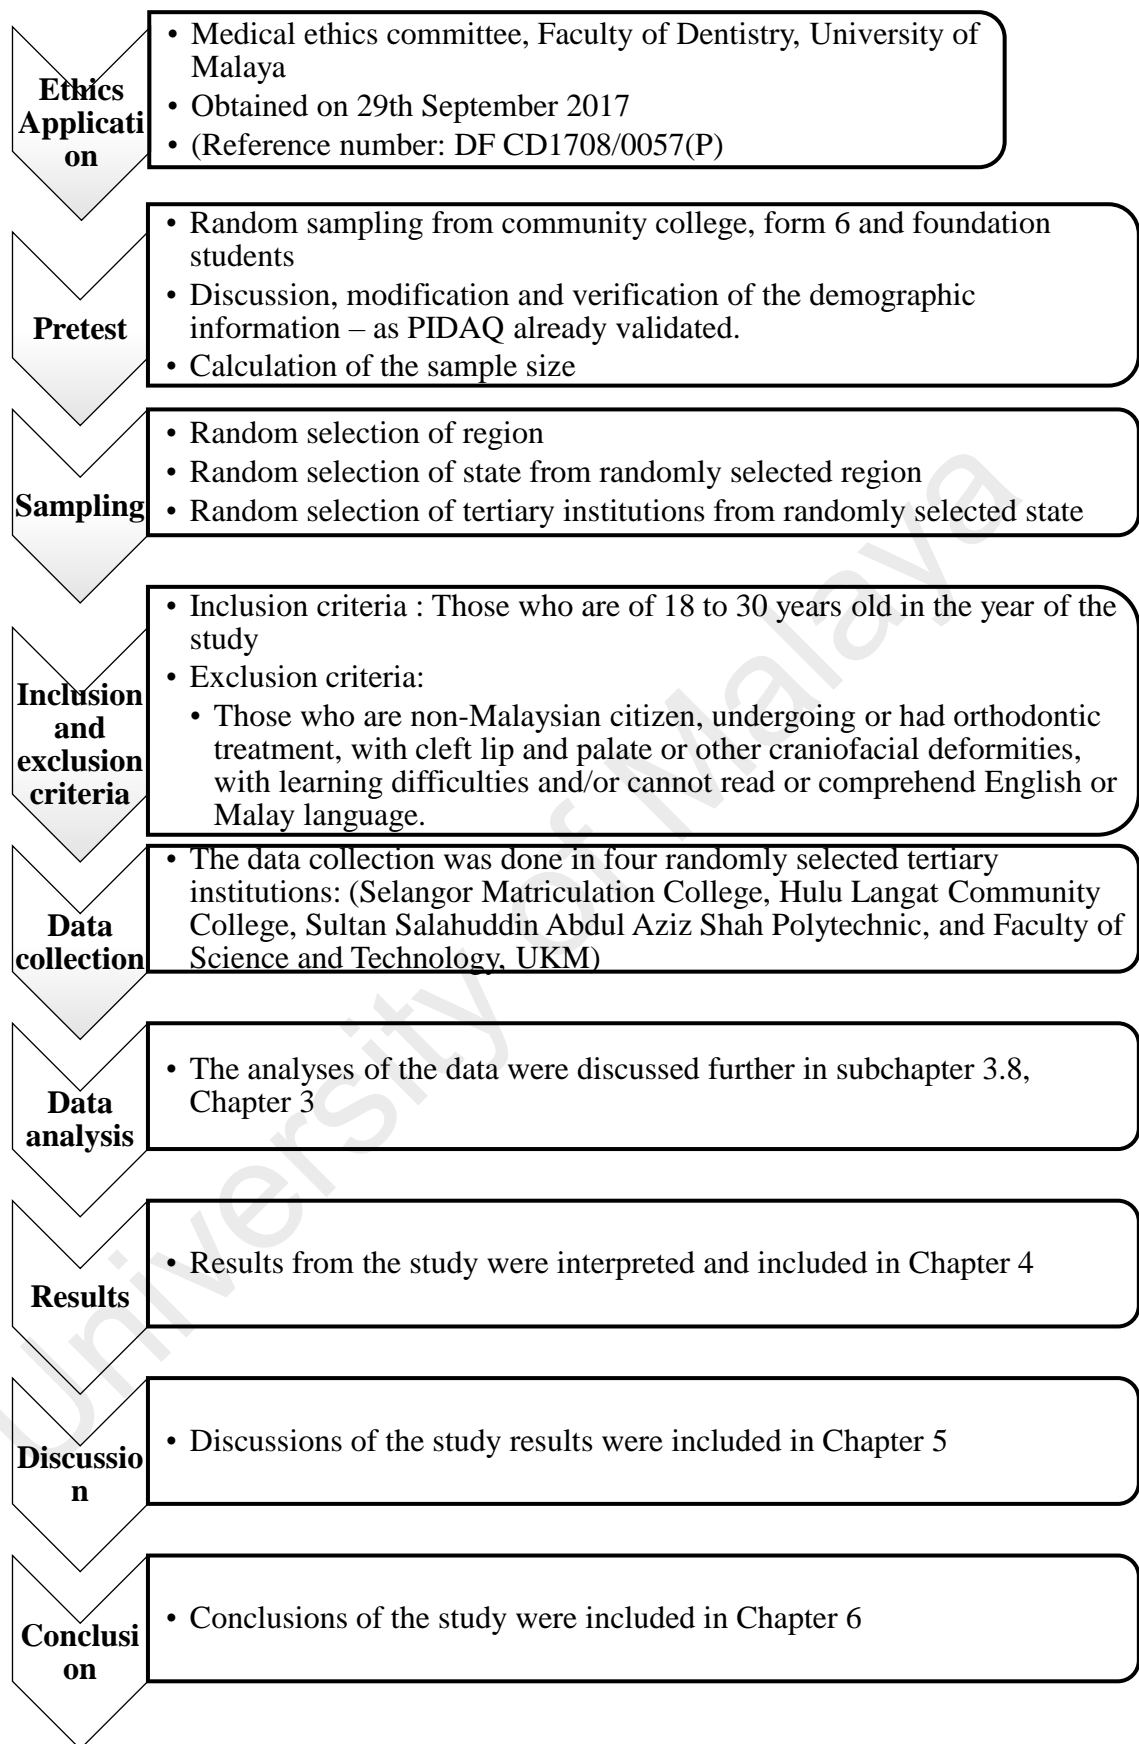 Ethics
Applicati
on
• Medical ethics committee, Faculty of Dentistry, University of
Malaya
• Obtained on 29th September 2017
• (Reference number: DF CD1708/0057(P)
Pretest
• Random sampling from community college, form 6 and foundation
students
• Discussion, modification and verification of the demographic
information – as PIDAQ already validated.
• Calculation of the sample size
Sampling
• Random selection of region
• Random selection of state from randomly selected region
• Random selection of tertiary institutions from randomly selected state
Inclusion
and
exclusion
criteria
• Inclusion criteria : Those who are of 18 to 30 years old in the year of the
study
• Exclusion criteria:
• Those who are non-Malaysian citizen, undergoing or had orthodontic
treatment, with cleft lip and palate or other craniofacial deformities,
with learning difficulties and/or cannot read or comprehend English or
Malay language.
Data
collection
• The data collection was done in four randomly selected tertiary
institutions: (Selangor Matriculation College, Hulu Langat Community
College, Sultan Salahuddin Abdul Aziz Shah Polytechnic, and Faculty of
Science and Technology, UKM)
Data
analysis
• The analyses of the data were discussed further in subchapter 3.8,
Chapter 3
Results
• Results from the study were interpreted and included in Chapter 4
Discussio
n
• Discussions of the study results were included in Chapter 5
Conclusi
on
• Conclusions of the study were included in Chapter 6
University of Malaya